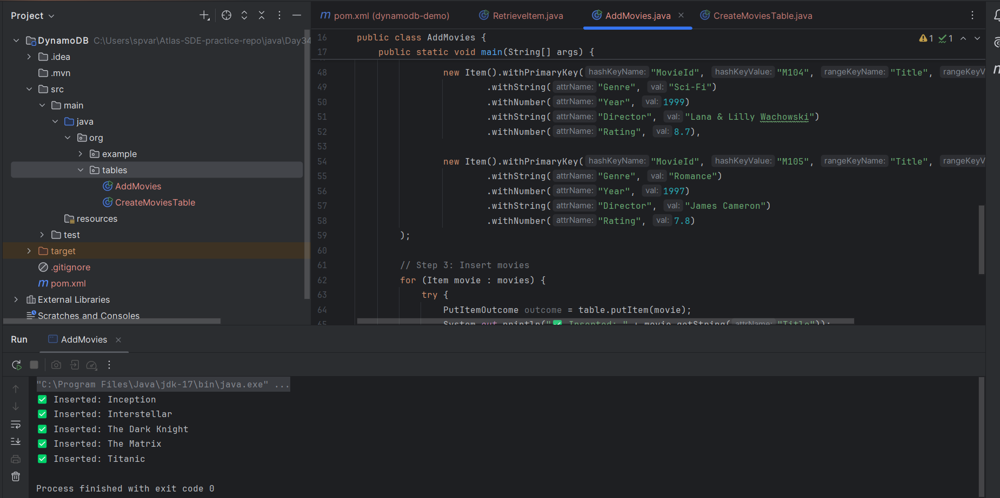 Project
DynamoDB C:\Users\spvar\Atlas-SDE-practice-repo\java\Day34
.idea
.mvn
src
main
java
org
example
tables
AddMovies
CreateMoviesTable
resources
test
target
.gitignore
pom.xml
External Libraries
Scratches and Consoles
pom.xml (dynamodb-demo) RetrieveItem.java AddMovies.java CreateMoviesTable.java
16 public class AddMovies { 1 1
17 public static void main(String[] args) {
48 new Item().withPrimaryKey( hashKeyName: "MovieId", hashKeyValue: "M104", rangeKeyName: "Title", rangeKeyV
49 .withString( attrName: "Genre", val: "Sci-Fi")
50 .withNumber( attrName: "Year", val: 1999)
51 .withString( attrName: "Director", val: "Lana & Lilly Wachowski")
52 .withNumber( attrName: "Rating", val: 8.7),
53
54 new Item().withPrimaryKey( hashKeyName: "MovieId", hashKeyValue: "M105", rangeKeyName: "Title", rangeKeyV
55 .withString( attrName: "Genre", val: "Romance")
56 .withNumber( attrName: "Year", val: 1997)
57 .withString( attrName: "Director", val: "James Cameron")
58 .withNumber( attrName: "Rating", val: 7.8)
59 );
60
61 // Step 3: Insert movies
62 for (Item movie : movies) {
63 try {
64 PutItemOutcome outcome = table.putItem(movie);
65 System.out.println("✅ Inserted: " + movie.getString( attrName: "Title"));
Run AddMovies
"C:\Program Files\Java\jdk-17\bin\java.exe" ...
✅ Inserted: Inception
✅ Inserted: Interstellar
✅ Inserted: The Dark Knight
✅ Inserted: The Matrix
✅ Inserted: Titanic
Process finished with exit code 0